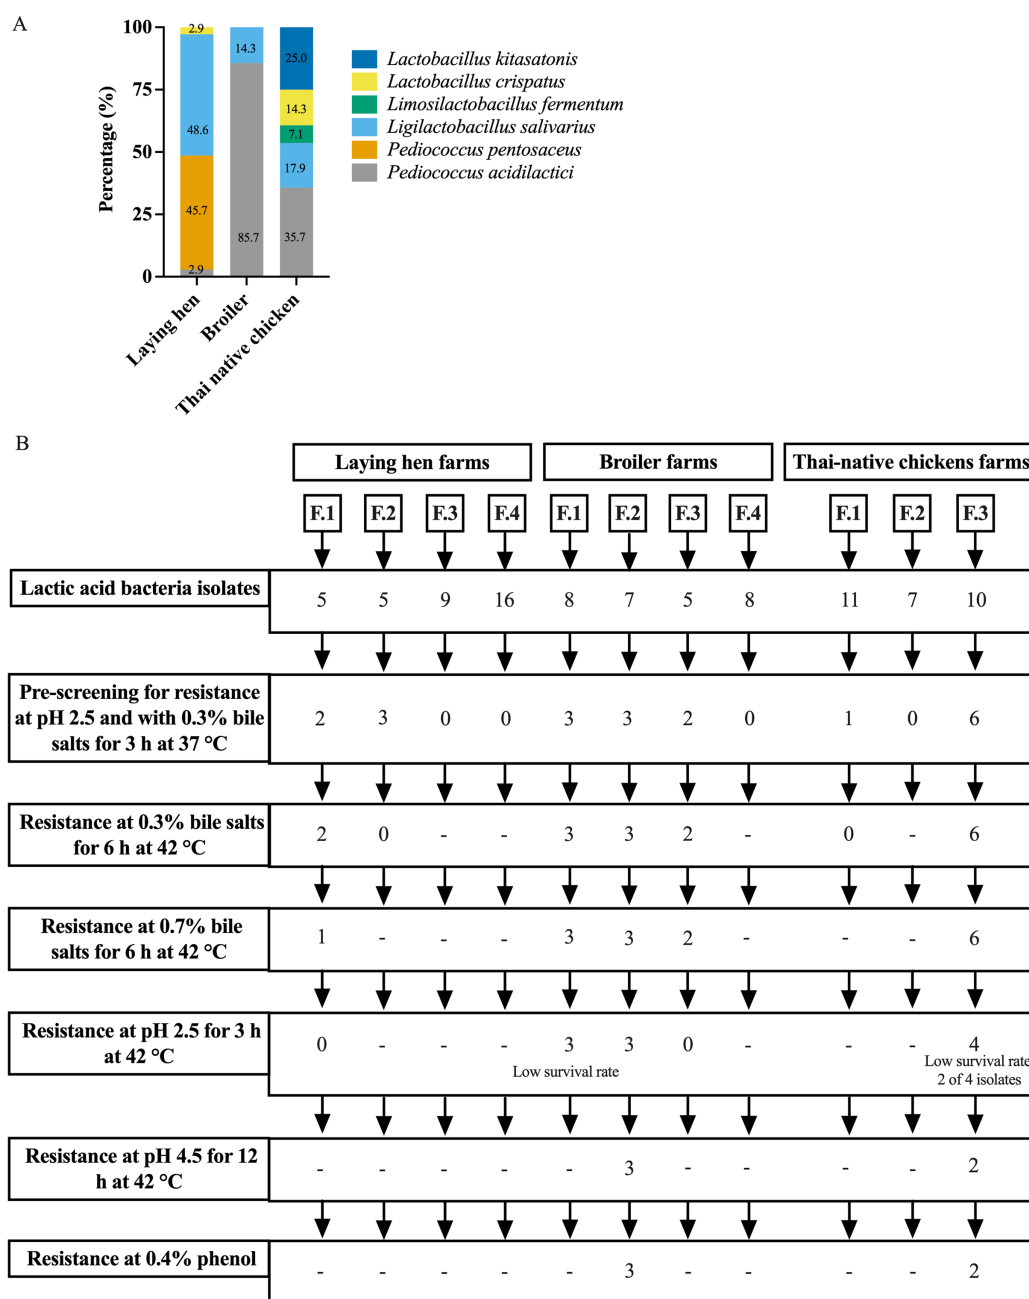 A
100
75
50
25
0
Percentage (%)
2.9
48.6
45.7
2.9
14.3
85.7
25.0
14.3
7.1
17.9
35.7
Laying hen
Broiler
Thai native chicken
Lactobacillus kitasatonis
Lactobacillus crispatus
Limosilactobacillus fermentum
Ligilactobacillus salivarius
Pediococcus pentosaceus
Pediococcus acidilactici
B
Laying hen farms Broiler farms Thai-native chickens farms
F.1 F.2 F.3 F.4 F.1 F.2 F.3 F.4 F.1 F.2 F.3
Lactic acid bacteria isolates
5 5 9 16 8 7 5 8 11 7 10
Pre-screening for resistance
at pH 2.5 and with 0.3% bile
salts for 3 h at 37 °C
2 3 0 0 3 3 2 0 1 0 6
Resistance at 0.3% bile salts
for 6 h at 42 °C
2 0 - - 3 3 2 - 0 - 6
Resistance at 0.7% bile
salts for 6 h at 42 °C
1 - - - 3 3 2 - - - 6
Resistance at pH 2.5 for 3 h
at 42 °C
0 - - - 3 3 0 - - - 4
Low survival rate
Low survival rate
2 of 4 isolates
Resistance at pH 4.5 for 12
h at 42 °C
- - - - - 3 - - - - 2
Resistance at 0.4% phenol
- - - - - 3 - - - - 2